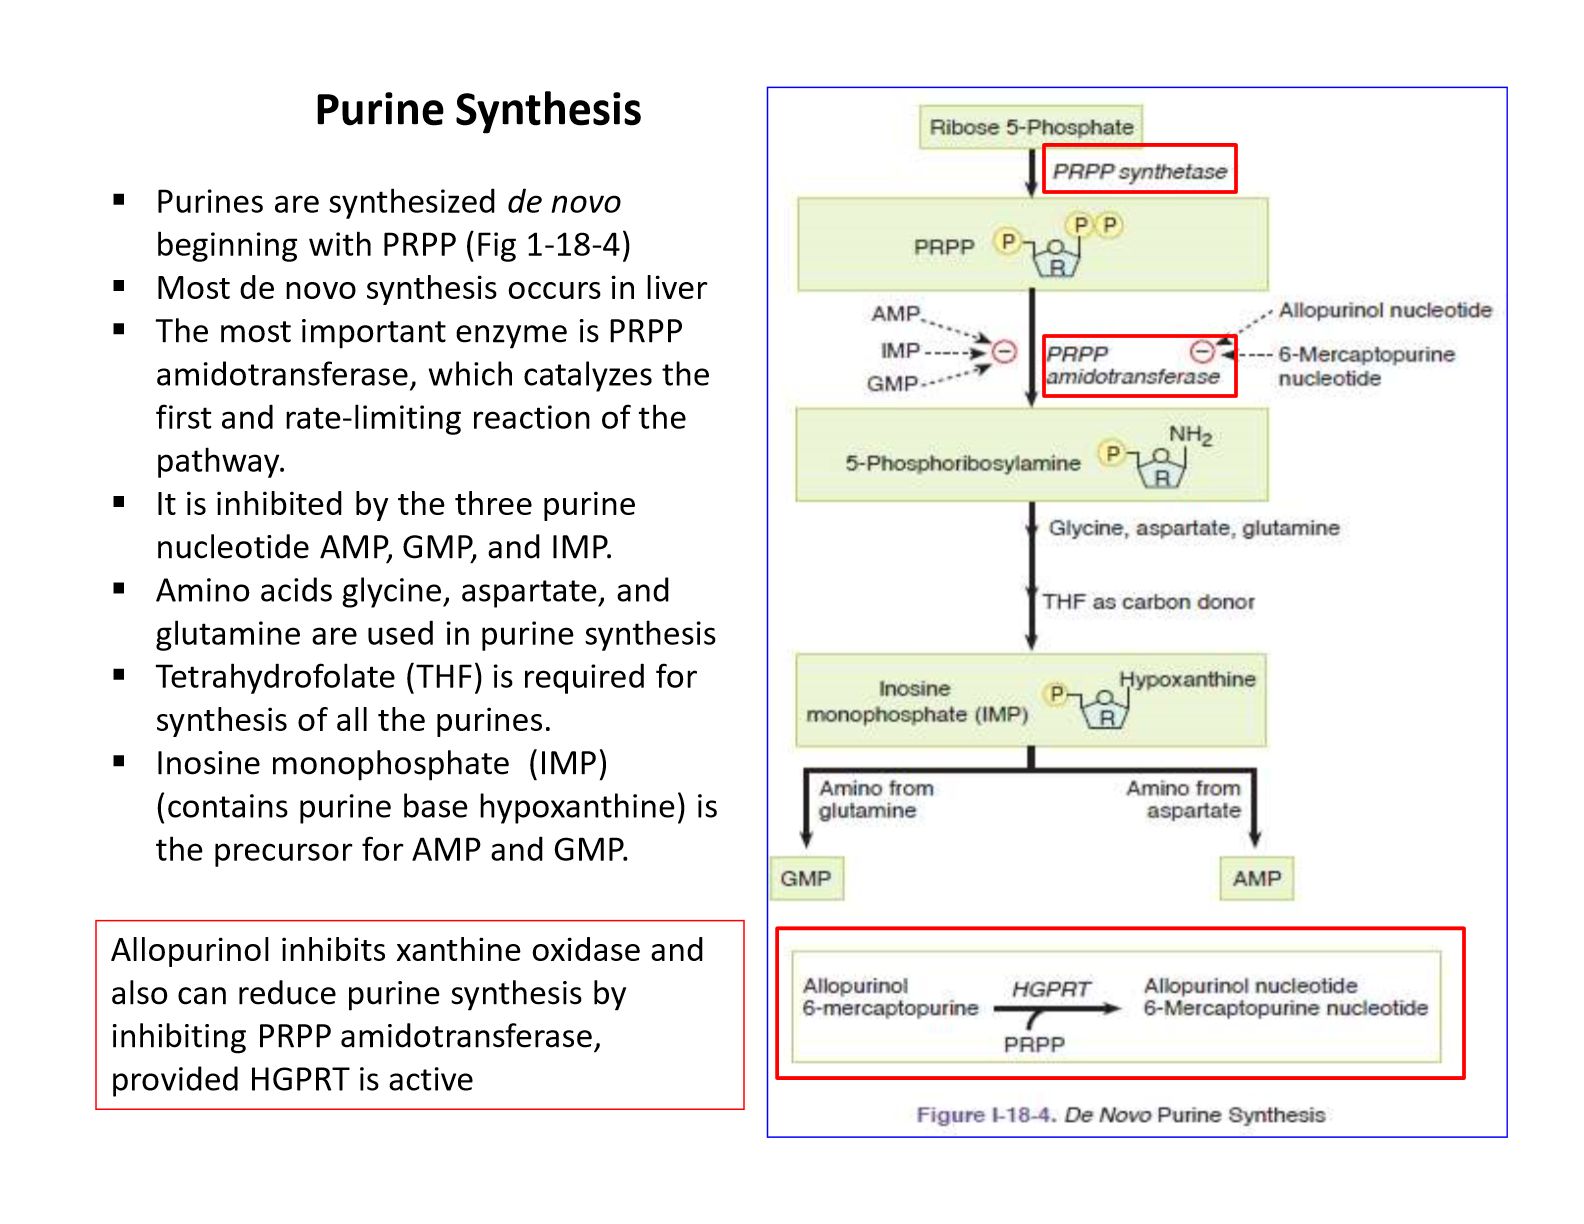 Purine Synthesis
▪ Purines are synthesized de novo
beginning with PRPP (Fig 1-18-4)
▪ Most de novo synthesis occurs in liver
▪ The most important enzyme is PRPP
amidotransferase, which catalyzes the
first and rate-limiting reaction of the
pathway.
▪ It is inhibited by the three purine
nucleotide AMP, GMP, and IMP.
▪ Amino acids glycine, aspartate, and
glutamine are used in purine synthesis
▪ Tetrahydrofolate (THF) is required for
synthesis of all the purines.
▪ Inosine monophosphate (IMP)
(contains purine base hypoxanthine) is
the precursor for AMP and GMP.
Allopurinol inhibits xanthine oxidase and
also can reduce purine synthesis by
inhibiting PRPP amidotransferase,
provided HGPRT is active
Ribose 5-Phosphate
PRPP synthetase
PRPP
P
P P
R
AMP
IMP
GMP
−
PRPP
amidotransferase
−
Allopurinol nucleotide
6-Mercaptopurine
nucleotide
5-Phosphoribosylamine
P
NH2
R
Glycine, aspartate, glutamine
THF as carbon donor
Inosine
monophosphate (IMP)
P
Hypoxanthine
R
Amino from
glutamine
Amino from
aspartate
GMP
AMP
Allopurinol
6-mercaptopurine
HGPRT
PRPP
Allopurinol nucleotide
6-Mercaptopurine nucleotide
Figure I-18-4. De Novo Purine Synthesis